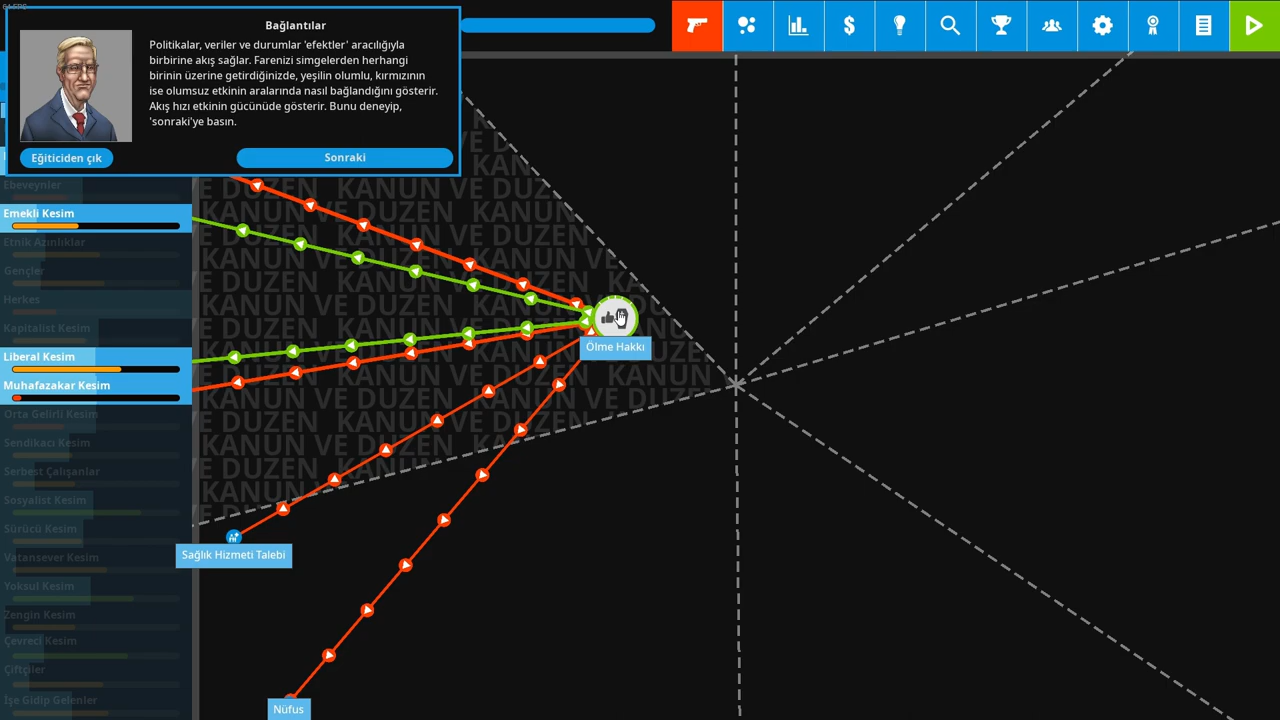 Bağlantılar
Politikalar, veriler ve durumlar 'efektler' aracılığıyla
birbirine akış sağlar. Farenizi simgelerden herhangi
birinin üzerine getirdiğinizde, yeşilin olumlu, kırmızının
ise olumsuz etkinin aralarında nasıl bağlandığını gösterir.
Akış hızı etkinin gücünüde gösterir. Bunu deneyip,
'sonraki'ye basın.
Eğiticiden çık
Sonraki
Ebeveynler
Emekli Kesim
Etnik Azınlıklar
Gençler
Herkes
Kapitalist Kesim
Liberal Kesim
Muhafazakar Kesim
Orta Gelirli Kesim
Sendikacı Kesim
Serbest Çalışanlar
Sosyalist Kesim
Sürücü Kesim
Vatansever Kesim
Yoksul Kesim
Zengin Kesim
Çevreci Kesim
Çiftçiler
İşe Gidip Gelenler
KANUN VE DUZEN
Ölme Hakkı
Sağlık Hizmeti Talebi
Nüfus